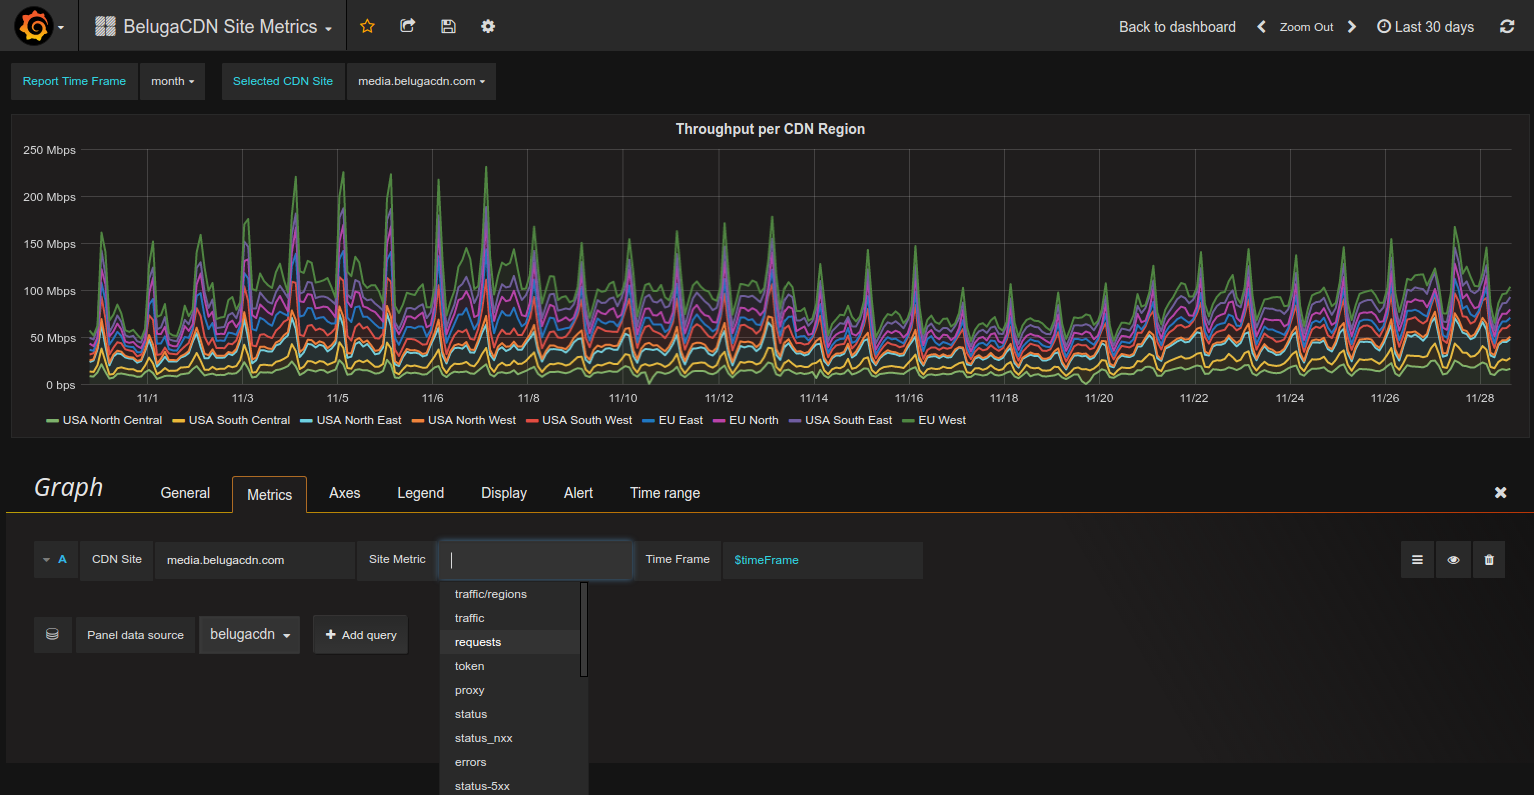 BelugaCDN Site Metrics
Back to dashboard Zoom Out Last 30 days
Report Time Frame month Selected CDN Site media.belugacdn.com
Throughput per CDN Region
250 Mbps
200 Mbps
150 Mbps
100 Mbps
50 Mbps
0 bps
11/1 11/3 11/5 11/6 11/8 11/10 11/12 11/14 11/16 11/18 11/20 11/22 11/24 11/26 11/28
USA North Central USA South Central USA North East USA North West USA South West EU East EU North USA South East EU West
Graph General Metrics Axes Legend Display Alert Time range
A CDN Site media.belugacdn.com Site Metric Time Frame $timeFrame
Panel data source belugacdn Add query
traffic/regions
traffic
requests
token
proxy
status
status_nxx
errors
status-5xx